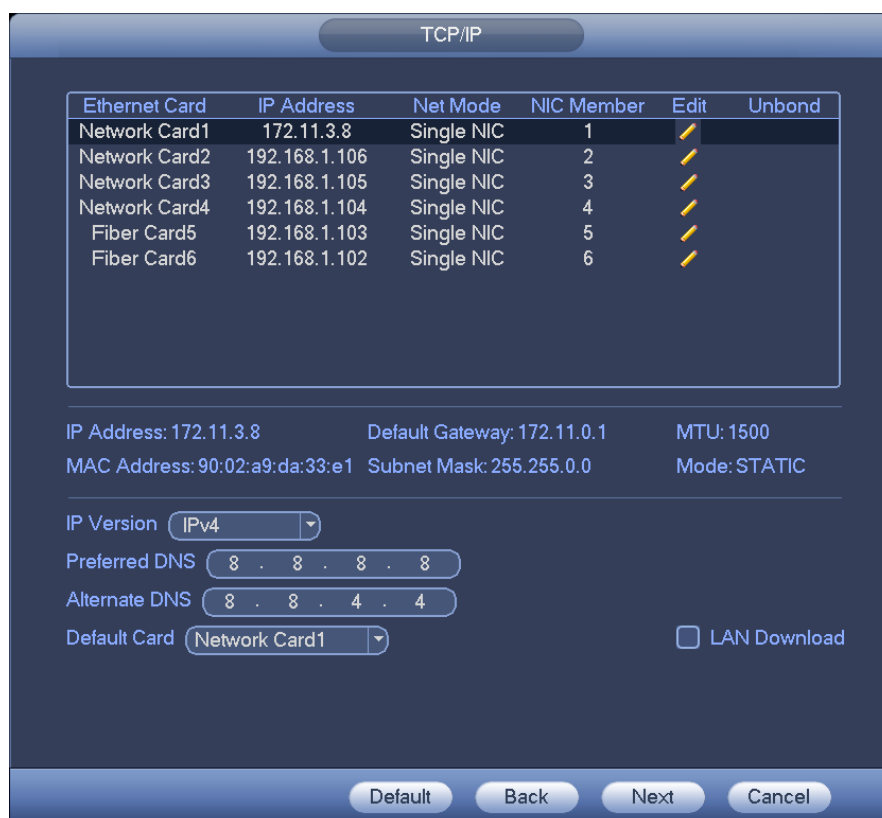 TCP/IP
Ethernet Card IP Address Net Mode NIC Member Edit Unbond
Network Card1 172.11.3.8 Single NIC 1
Network Card2 192.168.1.106 Single NIC 2
Network Card3 192.168.1.105 Single NIC 3
Network Card4 192.168.1.104 Single NIC 4
Fiber Card5 192.168.1.103 Single NIC 5
Fiber Card6 192.168.1.102 Single NIC 6
IP Address: 172.11.3.8 Default Gateway: 172.11.0.1 MTU: 1500
MAC Address: 90:02:a9:da:33:e1 Subnet Mask: 255.255.0.0 Mode: STATIC
IP Version IPv4
Preferred DNS 8 . 8 . 8 . 8
Alternate DNS 8 . 8 . 4 . 4
Default Card Network Card1 LAN Download
Default Back Next Cancel